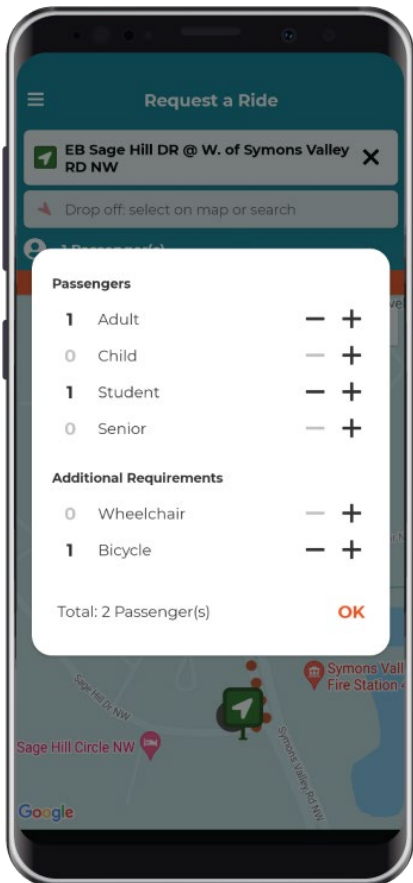 Request a Ride
EB Sage Hill DR @ W. of Symons Valley
RD NW
Drop off: select on map or search
1 Passenger(s)
Passengers
1 Adult
0 Child
1 Student
0 Senior
Additional Requirements
0 Wheelchair
1 Bicycle
Total: 2 Passenger(s)
OK
Symons Vall
Fire Station
Sage Hill Dr NW
Sage Hill Circle NW
Symons Valley Rd NW
Google